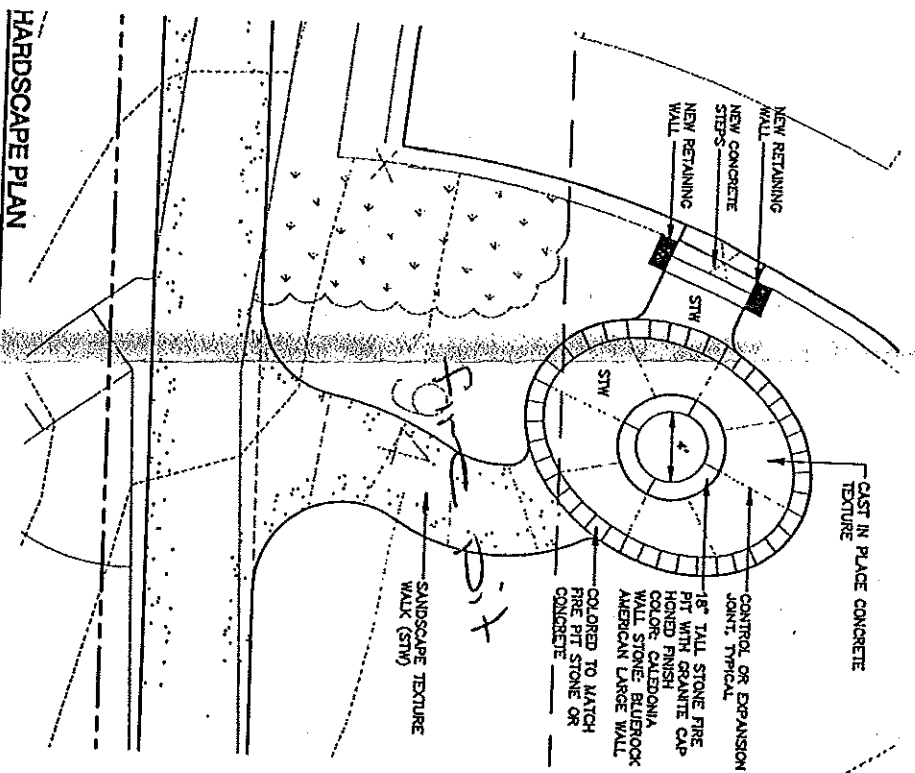 HARDSCAPE PLAN
NEW RETAINING
WALL
NEW CONCRETE
STEPS
NEW RETAINING
WALL
STW
STW
4'
CAST IN PLACE CONCRETE
TEXTURE
CONTROL OR EXPANSION
JOINT, TYPICAL
18" TALL STONE FIRE
PIT WITH GRANITE CAP
HONED FINISH
COLOR: CALEDONIA
WALL STONE: BLUEROCK
AMERICAN LARGE WALL
COLORED TO MATCH
FIRE PIT STONE OR
CONCRETE
SANDSCAPE TEXTURE
WALK (STW)
fire Pit